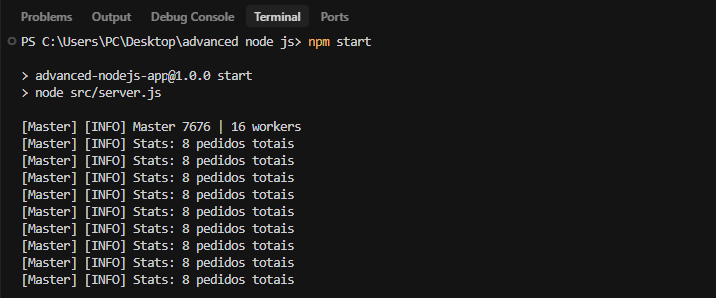 Problems Output Debug Console Terminal Ports
PS C:\Users\PC\Desktop\advanced node js> npm start
> advanced-nodejs-app@1.0.0 start
> node src/server.js
[Master] [INFO] Master 7676 | 16 workers
[Master] [INFO] Stats: 8 pedidos totais
[Master] [INFO] Stats: 8 pedidos totais
[Master] [INFO] Stats: 8 pedidos totais
[Master] [INFO] Stats: 8 pedidos totais
[Master] [INFO] Stats: 8 pedidos totais
[Master] [INFO] Stats: 8 pedidos totais
[Master] [INFO] Stats: 8 pedidos totais
[Master] [INFO] Stats: 8 pedidos totais
[Master] [INFO] Stats: 8 pedidos totais